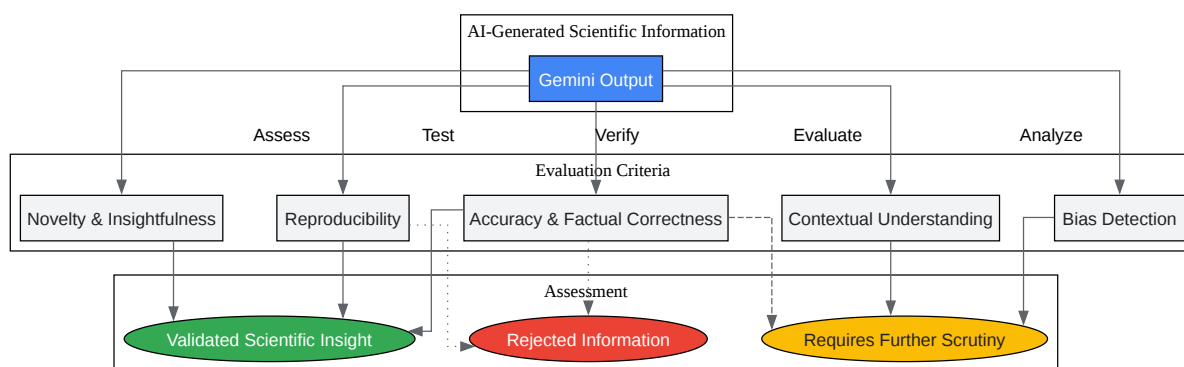 AI-Generated Scientific Information
Gemini Output
Assess
Test
Verify
Evaluate
Analyze
Evaluation Criteria
Novelty & Insightfulness
Reproducibility
Accuracy & Factual Correctness
Contextual Understanding
Bias Detection
Assessment
Validated Scientific Insight
Rejected Information
Requires Further Scrutiny